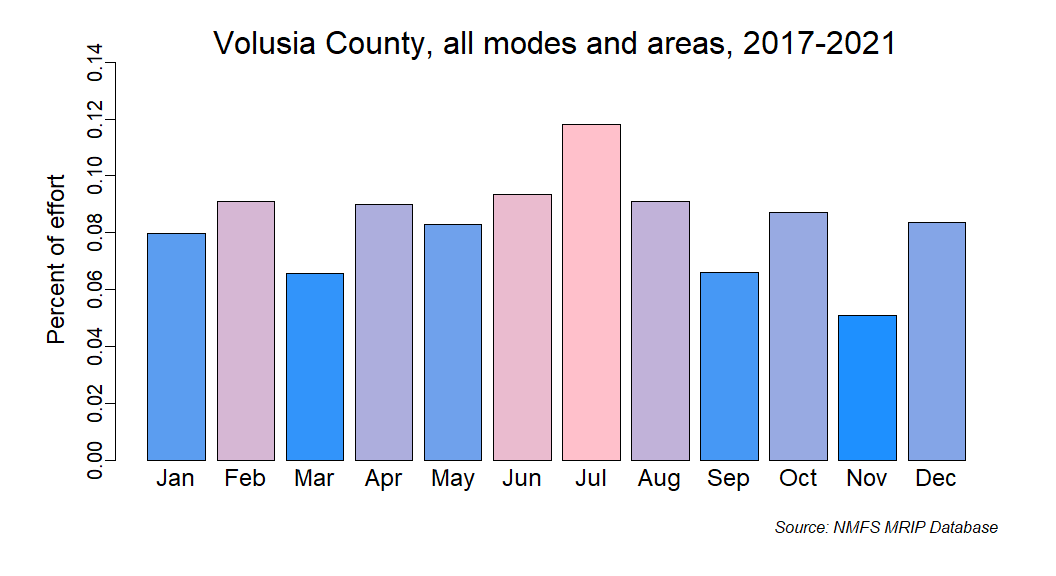 Volusia County, all modes and areas, 2017-2021
Percent of effort
0.14
0.12
0.10
0.08
0.06
0.04
0.02
0.00
Jan Feb Mar Apr May Jun Jul Aug Sep Oct Nov Dec
Source: NMFS MRIP Database